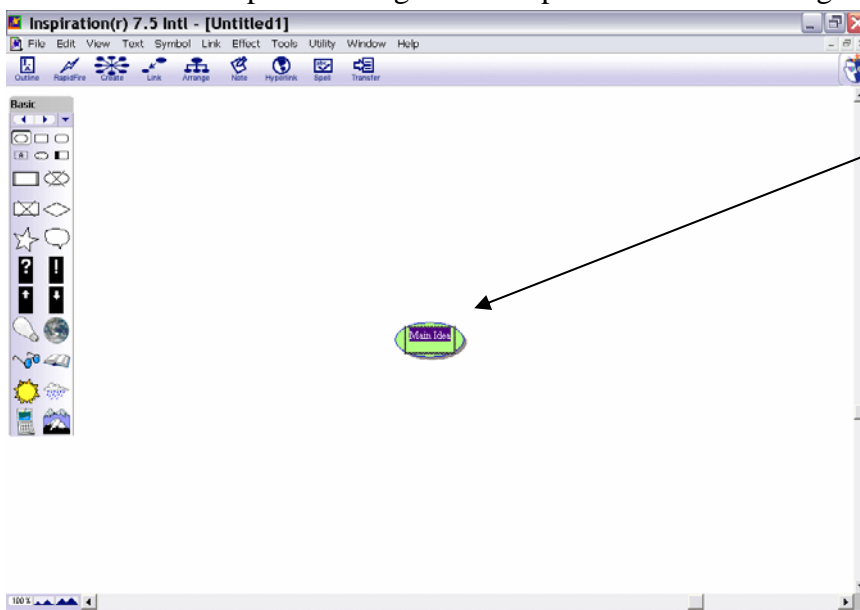 Inspiration(r) 7.5 Intl - [Untitled1]
File Edit View Text Symbol Link Effect Tools Utility Window Help
Outline RapidFire Create Link Arrange Note Hyperlink Spell Transfer
Basic
A
? !
Main Idea
100%